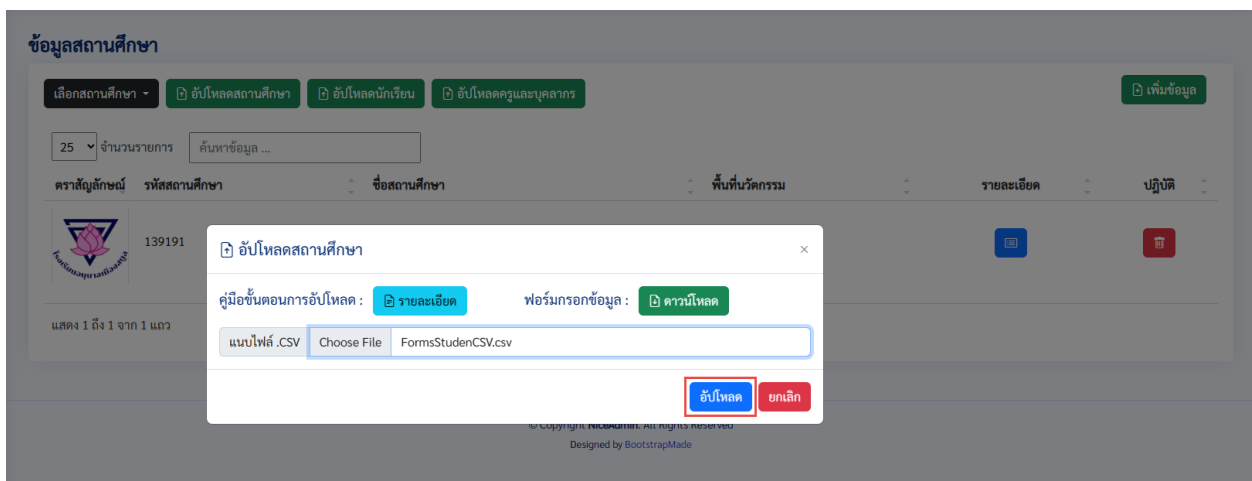 ข้อมูลสถานศึกษา
เลือกสถานศึกษา อัปโหลดสถานศึกษา อัปโหลดนักเรียน อัปโหลดครูและบุคลากร เพิ่มข้อมูล
25 จำนวนรายการ ค้นหาข้อมูล ...
ตราสัญลักษณ์ รหัสสถานศึกษา ชื่อสถานศึกษา พื้นที่นวัตกรรม รายละเอียด ปฎิบัติ
139191
อัปโหลดสถานศึกษา ×
คู่มือขั้นตอนการอัปโหลด : รายละเอียด ฟอร์มกรอกข้อมูล : ดาวน์โหลด
แนบไฟล์ .CSV Choose File FormsStudenCSV.csv
อัปโหลด ยกเลิก
แสดง 1 ถึง 1 จาก 1 แถว
© Copyright NiceAdmin. All Rights Reserved
Designed by BootstrapMade